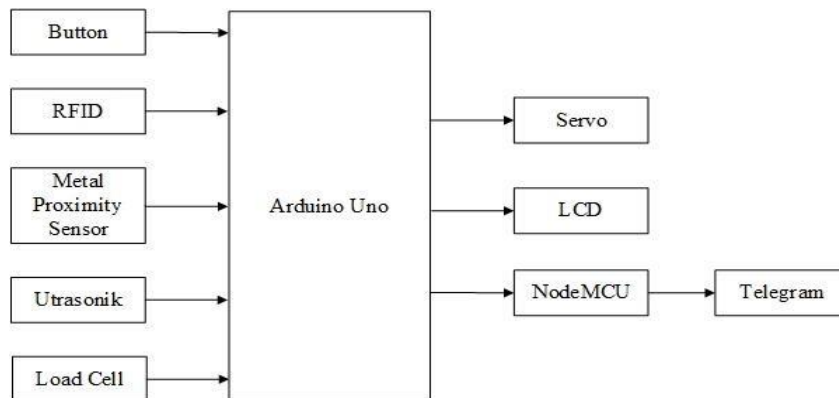 Button
RFID
Metal
Proximity
Sensor
Utrasonik
Load Cell
Arduino Uno
Servo
LCD
NodeMCU
Telegram